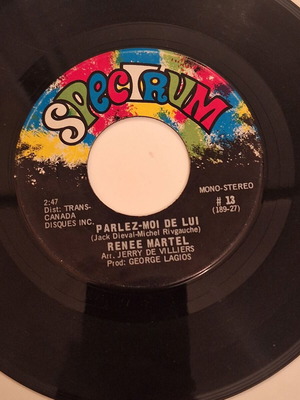 SPECTRUM
2:47
Dist: TRANS-
CANADA
DISQUES INC.
MONO-STEREO
# 13
(189-27)
PARLEZ-MOI DE LUI
(Jack Dieval-Michel Rivgauche)
RENEE MARTEL
Arr. JERRY DE VILLIERS
Prod: GEORGE LAGIOS